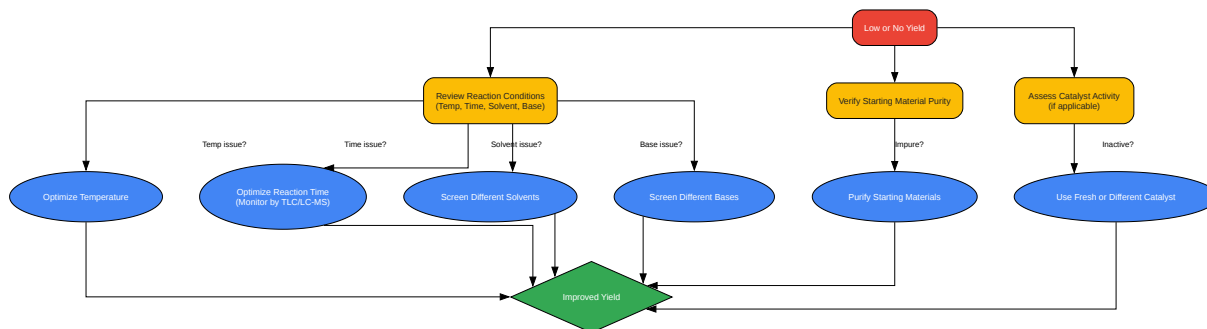 Low or No Yield
Review Reaction Conditions
(Temp, Time, Solvent, Base)
Verify Starting Material Purity
Assess Catalyst Activity
(if applicable)
Temp issue?
Time issue?
Solvent issue?
Base issue?
Impure?
Inactive?
Optimize Temperature
Optimize Reaction Time
(Monitor by TLC/LC-MS)
Screen Different Solvents
Screen Different Bases
Purify Starting Materials
Use Fresh or Different Catalyst
Improved Yield